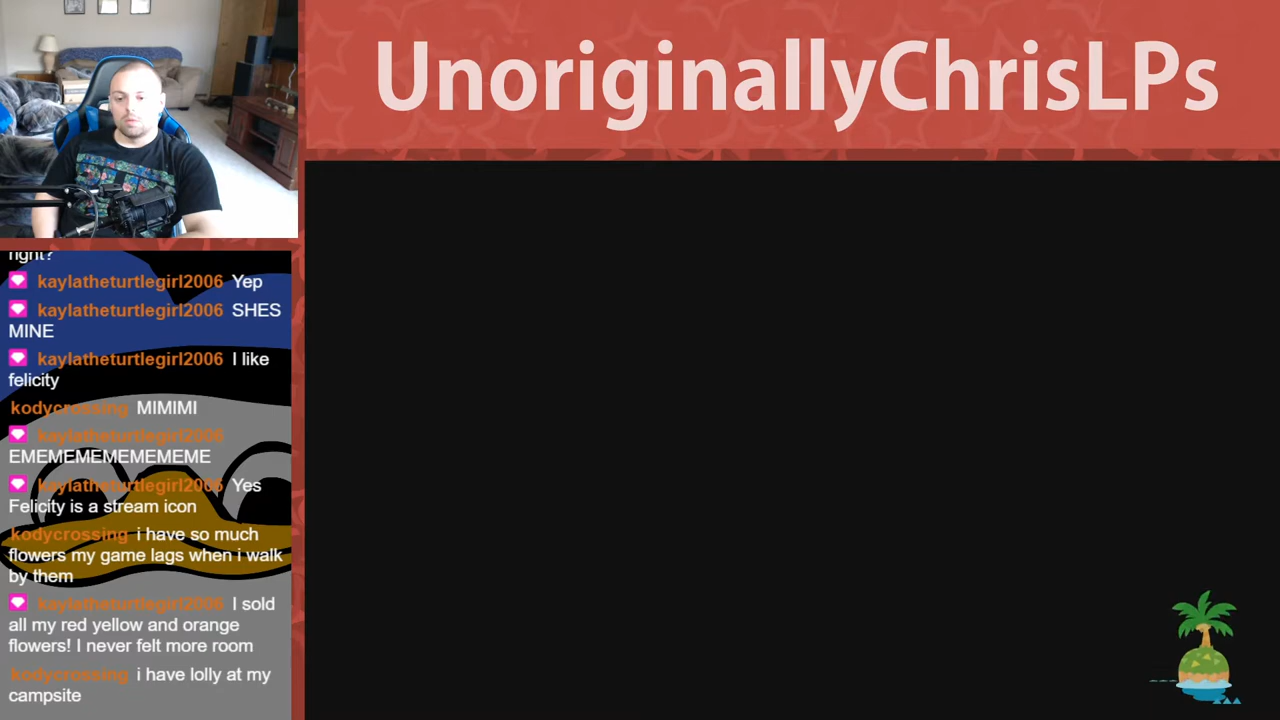 UnoriginallyChrisLPs
right?
kaylatheturtlegirl2006 Yep
kaylatheturtlegirl2006 SHES
MINE
kaylatheturtlegirl2006 I like
felicity
kodycrossing MIMIMI
kaylatheturtlegirl2006
EMEMEMEMEMEMEME
kaylatheturtlegirl2006 Yes
Felicity is a stream icon
kodycrossing i have so much
flowers my game lags when i walk
by them
kaylatheturtlegirl2006 I sold
all my red yellow and orange
flowers! I never felt more room
kodycrossing i have lolly at my
campsite